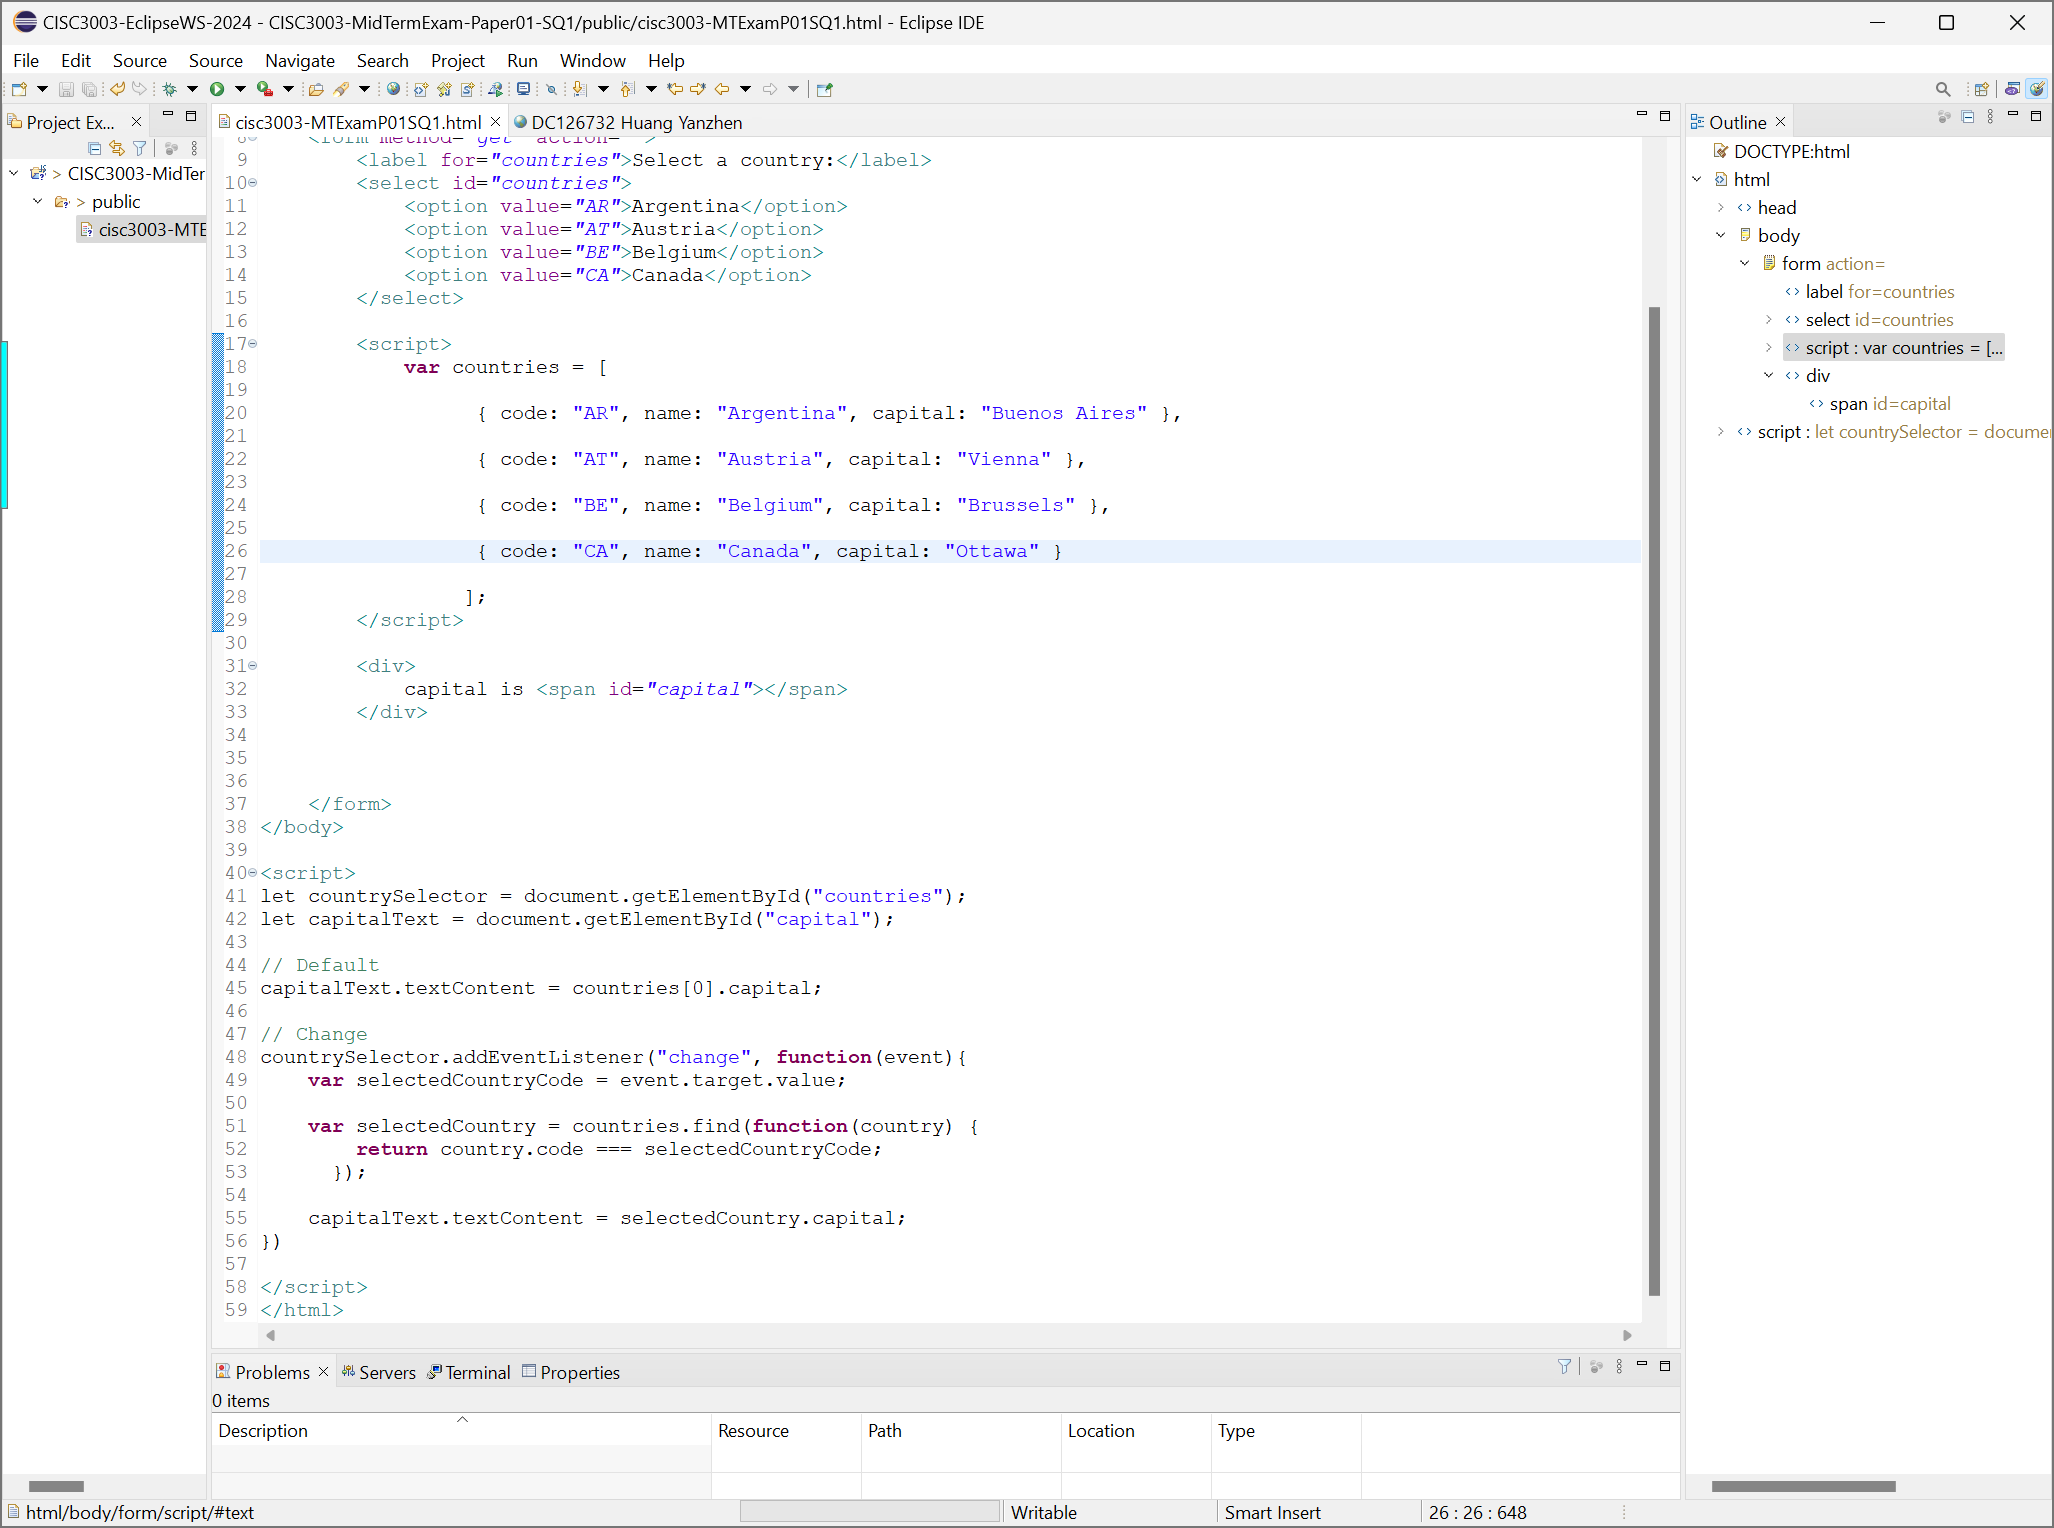 CISC3003-EclipseWS-2024 - CISC3003-MidTermExam-Paper01-SQ1/public/cisc3003-MTExamP01SQ1.html - Eclipse IDE
File Edit Source Source Navigate Search Project Run Window Help
Project Ex...
CISC3003-MidTer
> public
cisc3003-MTE
cisc3003-MTExamP01SQ1.html
DC126732 Huang Yanzhen
9 <label for="countries">Select a country:</label>
10 <select id="countries">
11 <option value="AR">Argentina</option>
12 <option value="AT">Austria</option>
13 <option value="BE">Belgium</option>
14 <option value="CA">Canada</option>
15 </select>
16
17 <script>
18 var countries = [
19
20 { code: "AR", name: "Argentina", capital: "Buenos Aires" },
21
22 { code: "AT", name: "Austria", capital: "Vienna" },
23
24 { code: "BE", name: "Belgium", capital: "Brussels" },
25
26 { code: "CA", name: "Canada", capital: "Ottawa" }
27
28 ];
29 </script>
30
31 <div>
32 capital is <span id="capital"></span>
33 </div>
34
35
36
37 </form>
38 </body>
39
40 <script>
41 let countrySelector = document.getElementById("countries");
42 let capitalText = document.getElementById("capital");
43
44 // Default
45 capitalText.textContent = countries[0].capital;
46
47 // Change
48 countrySelector.addEventListener("change", function(event){
49 var selectedCountryCode = event.target.value;
50
51 var selectedCountry = countries.find(function(country) {
52 return country.code === selectedCountryCode;
53 });
54
55 capitalText.textContent = selectedCountry.capital;
56 })
57
58 </script>
59 </html>
Outline
DOCTYPE:html
html
head
body
form action=
label for=countries
select id=countries
script : var countries = [...
div
span id=capital
script : let countrySelector = docume
Problems Servers Terminal Properties
0 items
Description Resource Path Location Type
html/body/form/script/#text Writable Smart Insert 26 : 26 : 648